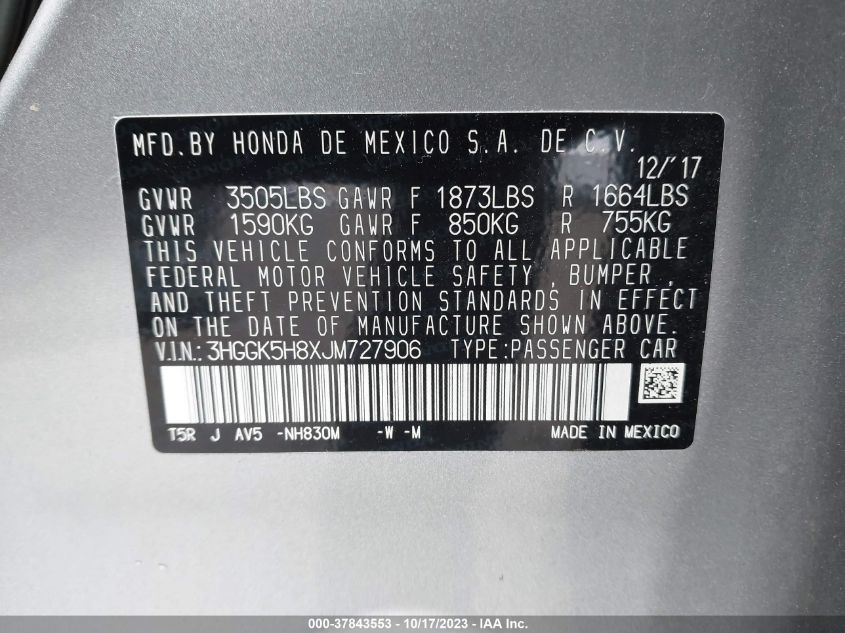 MFD.BY HONDA DE MEXICO S.A. DE C.V.
12/'17
GVWR 3505LBS GAWR F 1873LBS R 1664LBS
GVWR 1590KG GAWR F 850KG R 755KG
THIS VEHICLE CONFORMS TO ALL APPLICABLE
FEDERAL MOTOR VEHICLE SAFETY , BUMPER ,
AND THEFT PREVENTION STANDARDS IN EFFECT
ON THE DATE OF MANUFACTURE SHOWN ABOVE.
V.I.N.: 3HGGK5H8XJM727906 TYPE:PASSENGER CAR
T5R J AV5 -NH830M -W -M MADE IN MEXICO
000-37843553 - 10/17/2023 - IAA Inc.